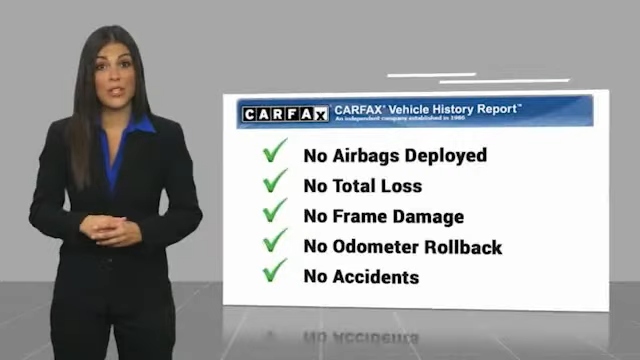 CARFAX CARFAX® Vehicle History Report™
An independent company established in 1986
No Airbags Deployed
No Total Loss
No Frame Damage
No Odometer Rollback
No Accidents